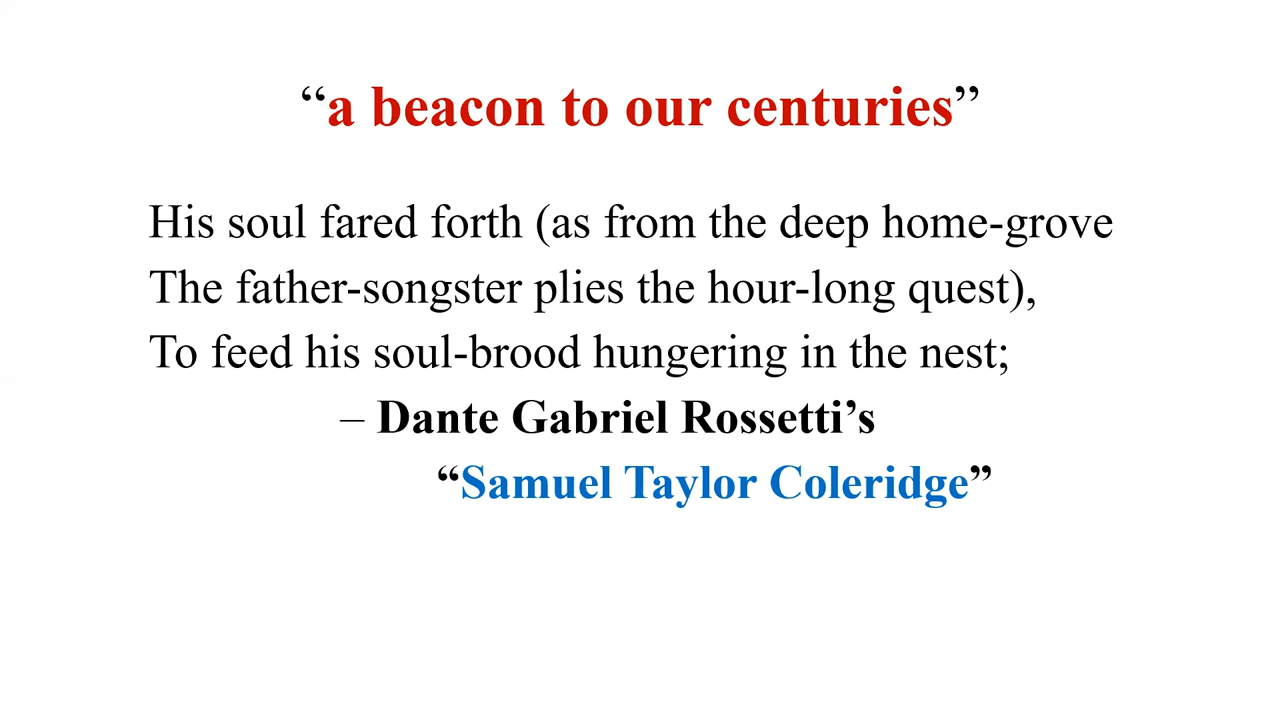 “a beacon to our centuries”
His soul fared forth (as from the deep home-grove
The father-songster plies the hour-long quest),
To feed his soul-brood hungering in the nest;
– Dante Gabriel Rossetti’s
“Samuel Taylor Coleridge”